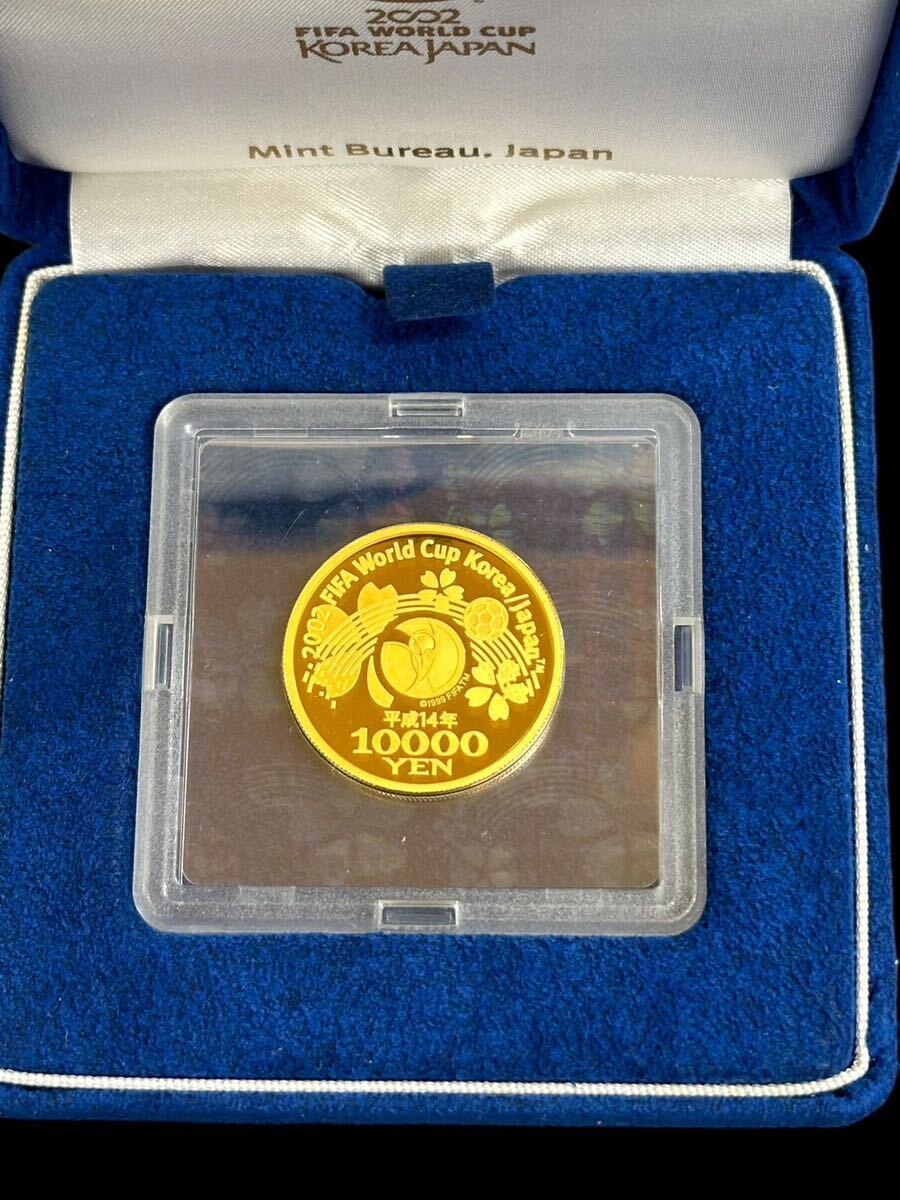 2002
FIFA WORLD CUP
KOREA JAPAN
Mint Bureau, Japan
2002 FIFA World Cup Korea/Japan™
©1999 FIFA TM
平成14年
10000
YEN